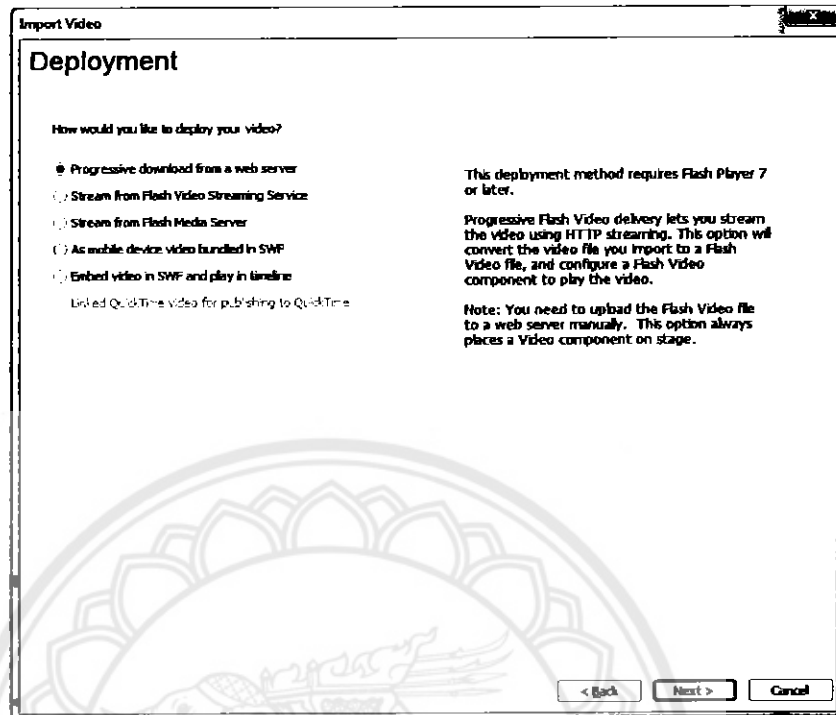 Import Video
Deployment
How would you like to deploy your video?
Progressive download from a web server
Stream from Flash Video Streaming Service
Stream from Flash Media Server
As mobile device video bundled in SWF
Embed video in SWF and play in timeline
Linked QuickTime video for publishing to QuickTime
This deployment method requires Flash Player 7
or later.
Progressive Flash Video delivery lets you stream
the video using HTTP streaming. This option will
convert the video file you import to a Flash
Video file, and configure a Flash Video
component to play the video.
Note: You need to upload the Flash Video file
to a web server manually. This option always
places a Video component on stage.
< Back
Next >
Cancel